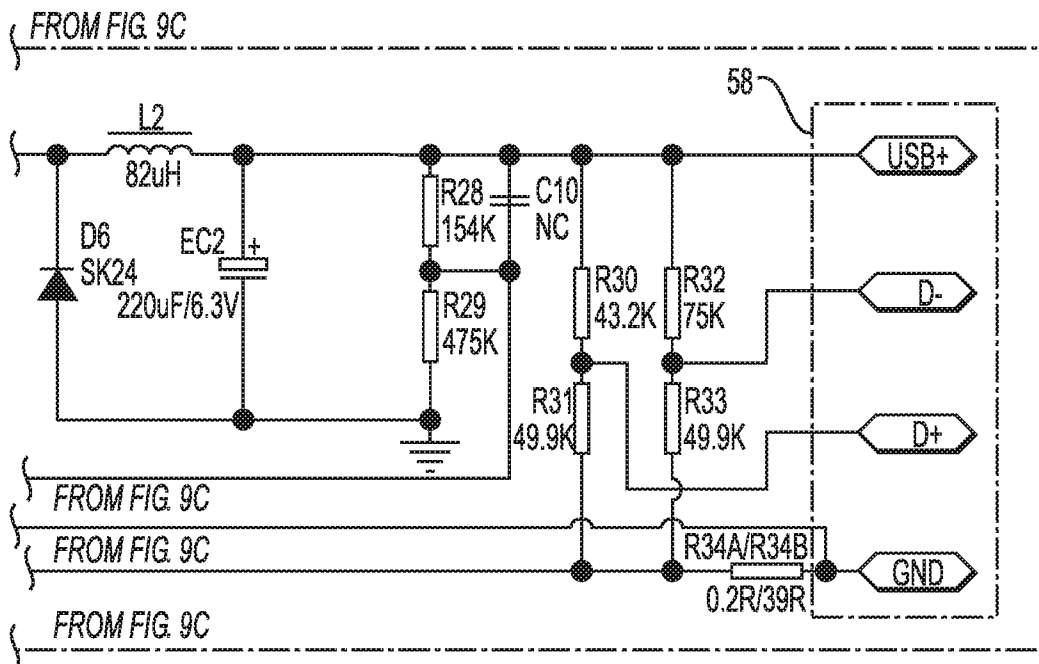 FROM FIG. 9C
58
L2
82uH
USB+
R28
154K
C10
NC
D6
SK24
EC2
+
220uF/6.3V
R30
43.2K
R32
75K
D-
R29
475K
R31
49.9K
R33
49.9K
D+
FROM FIG. 9C
FROM FIG. 9C
R34A/R34B
0.2R/39R
GND
FROM FIG. 9C